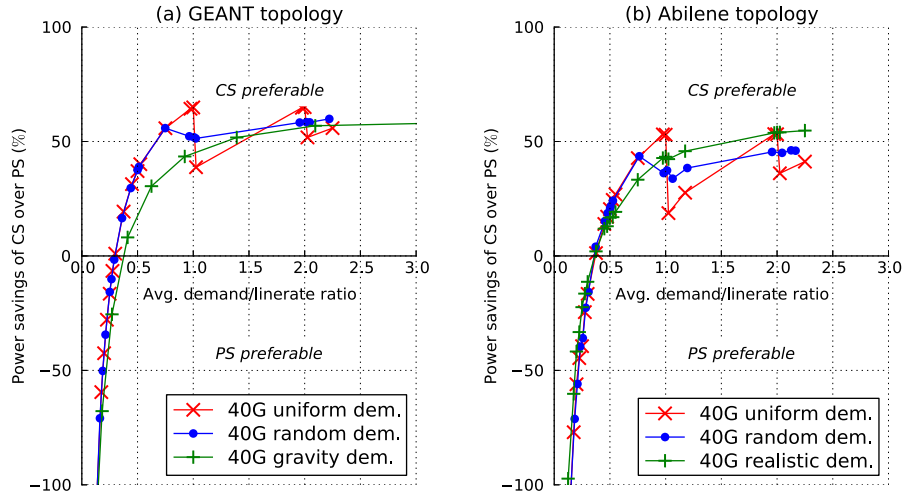 (a) GEANT topology
100
CS preferable
50
0
0.0 0.5 1.0 1.5 2.0 2.5 3.0
Avg. demand/linerate ratio
Power savings of CS over PS (%)
PS preferable
−50
40G uniform dem.
40G random dem.
40G gravity dem.
−100
(b) Abilene topology
100
CS preferable
50
0
0.0 0.5 1.0 1.5 2.0 2.5 3.0
Avg. demand/linerate ratio
Power savings of CS over PS (%)
PS preferable
−50
40G uniform dem.
40G random dem.
40G realistic dem.
−100